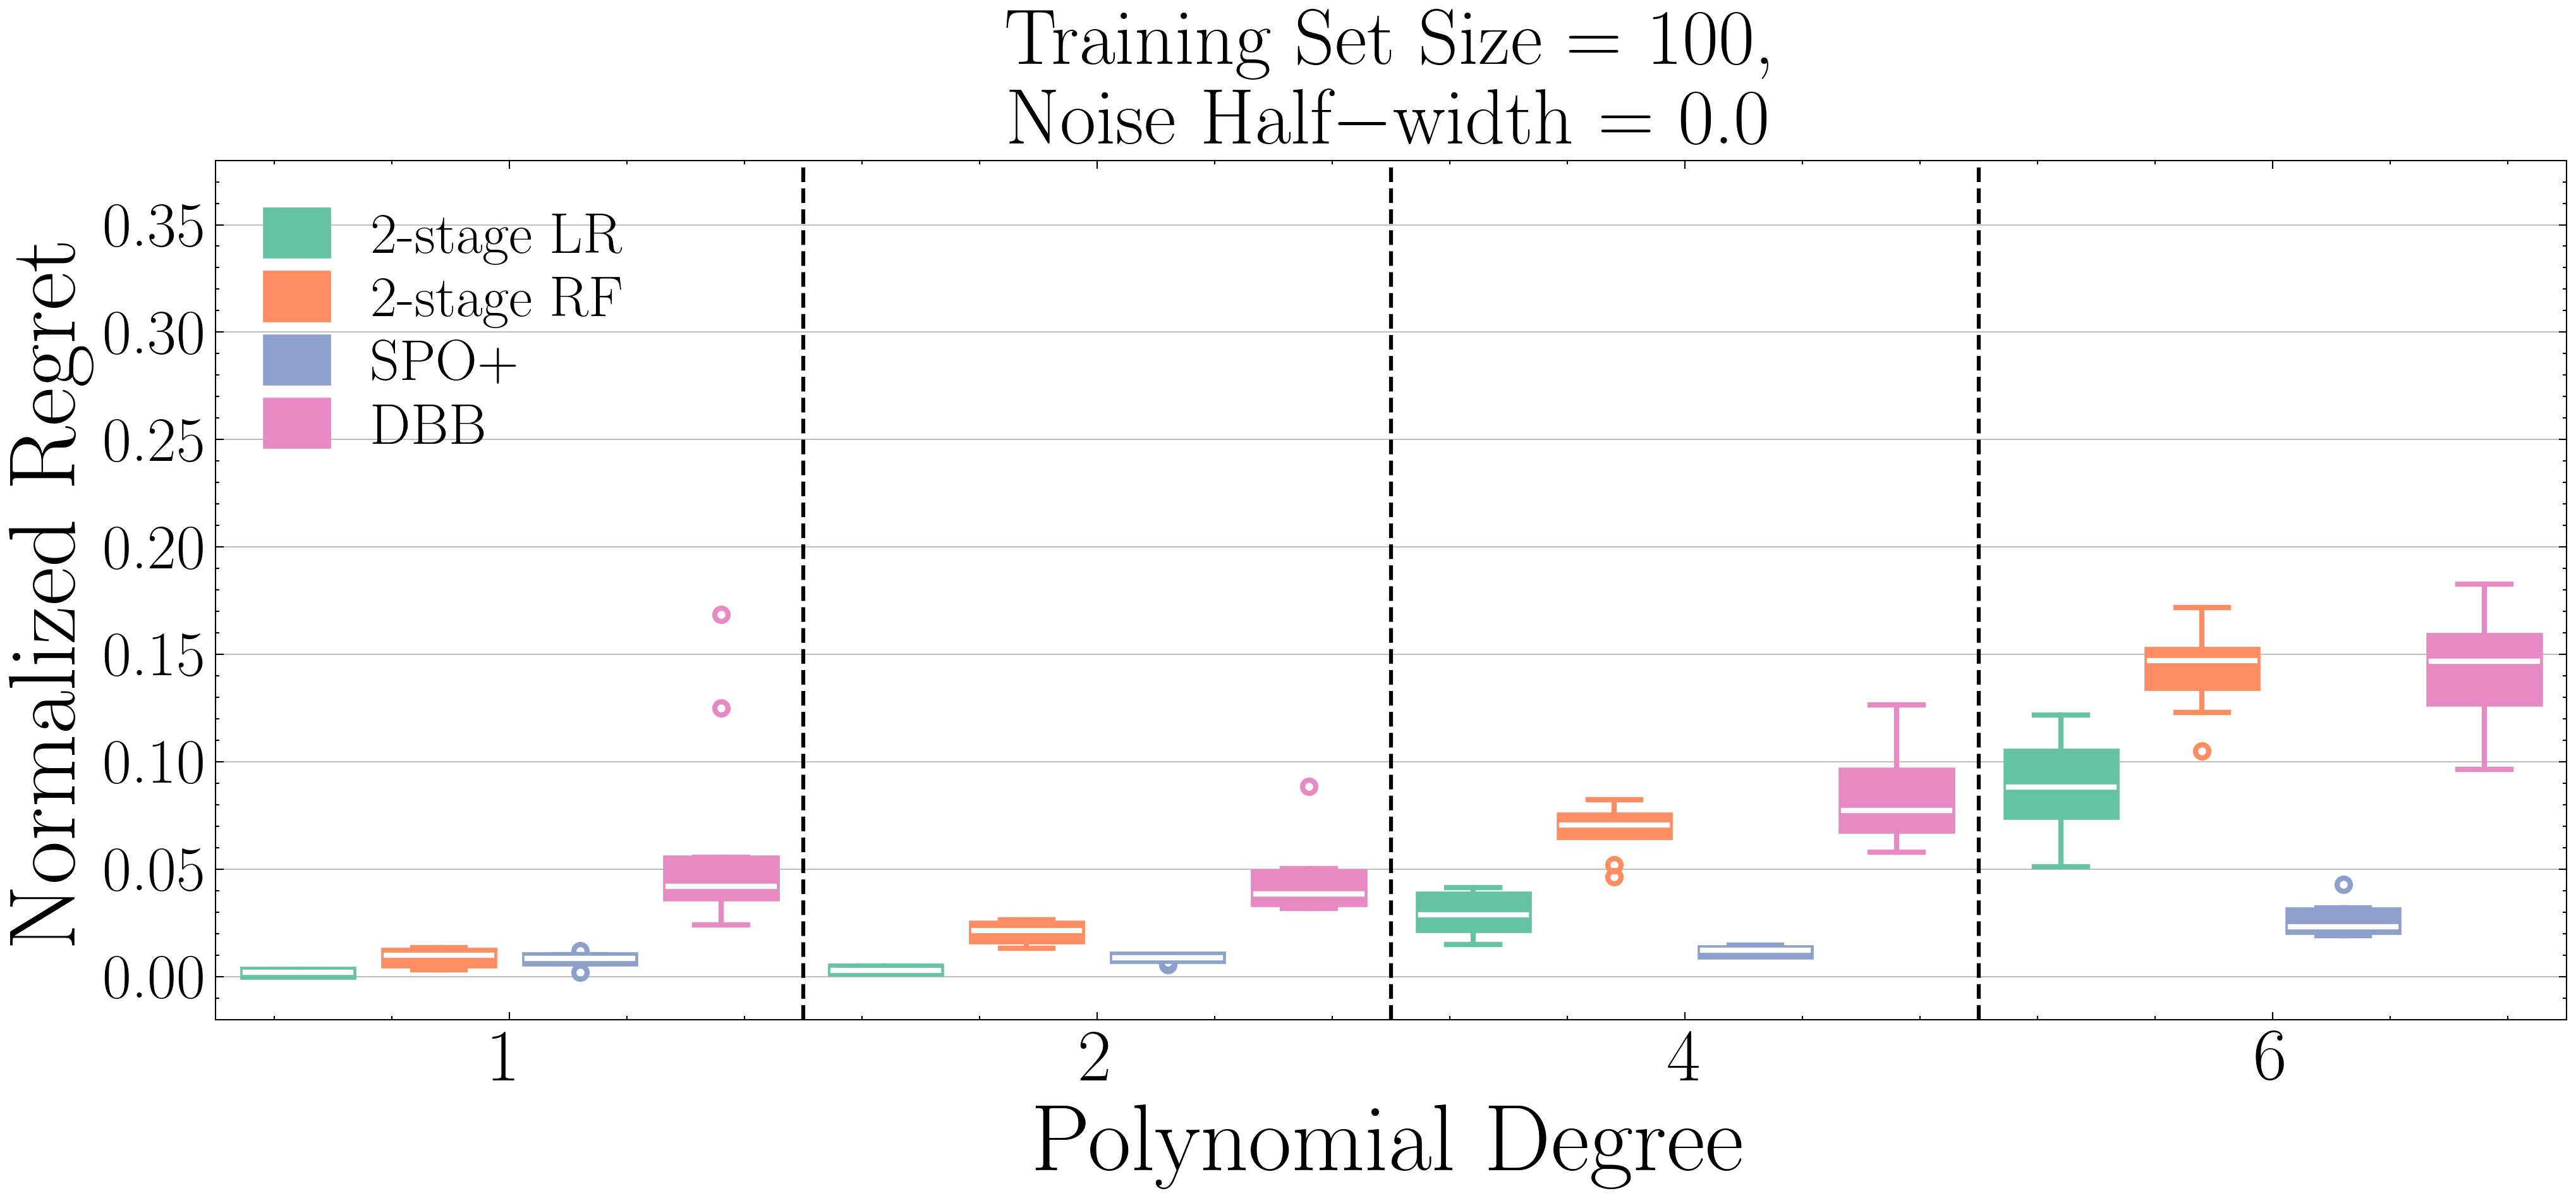 Training Set Size = 100,
Noise Half−width = 0.0
Normalized Regret
0.35
0.30
0.25
0.20
0.15
0.10
0.05
0.00
2-stage LR
2-stage RF
SPO+
DBB
1 2 4 6
Polynomial Degree